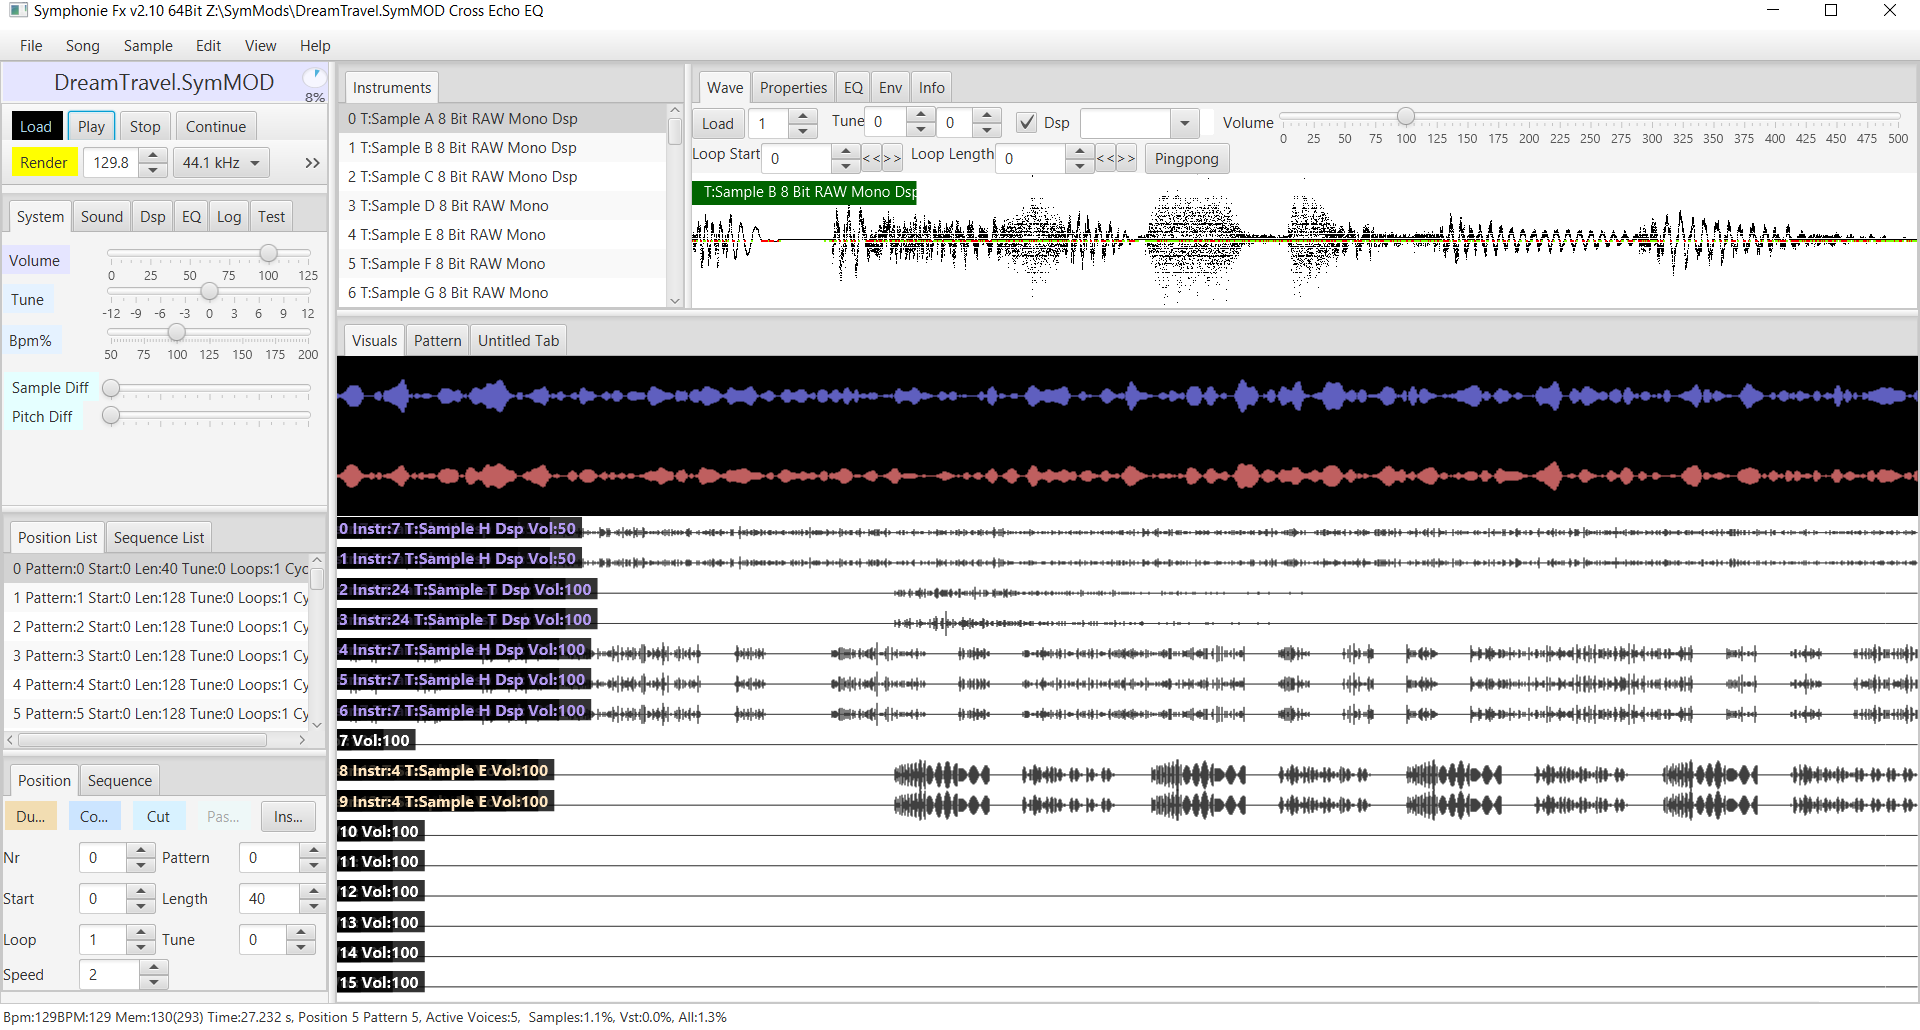 Symphonie Fx v2.10 64Bit Z:\SymMods\DreamTravel.SymMOD Cross Echo EQ
File Song Sample Edit View Help
DreamTravel.SymMOD
8%
Load Play Stop Continue
Render 129.8 44.1 kHz >>
System Sound Dsp EQ Log Test
Volume
0 25 50 75 100 125
Tune
-12 -9 -6 -3 0 3 6 9 12
Bpm%
50 75 100 125 150 175 200
Sample Diff
Pitch Diff
Position List Sequence List
0 Pattern:0 Start:0 Len:40 Tune:0 Loops:1 Cyc
1 Pattern:1 Start:0 Len:128 Tune:0 Loops:1 Cy
2 Pattern:2 Start:0 Len:128 Tune:0 Loops:1 Cy
3 Pattern:3 Start:0 Len:128 Tune:0 Loops:1 Cy
4 Pattern:4 Start:0 Len:128 Tune:0 Loops:1 Cy
5 Pattern:5 Start:0 Len:128 Tune:0 Loops:1 Cy
Position Sequence
Du... Co... Cut Pas... Ins...
Nr 0 Pattern 0
Start 0 Length 40
Loop 1 Tune 0
Speed 2
Instruments
0 T:Sample A 8 Bit RAW Mono Dsp
1 T:Sample B 8 Bit RAW Mono Dsp
2 T:Sample C 8 Bit RAW Mono Dsp
3 T:Sample D 8 Bit RAW Mono
4 T:Sample E 8 Bit RAW Mono
5 T:Sample F 8 Bit RAW Mono
6 T:Sample G 8 Bit RAW Mono
Wave Properties EQ Env Info
Load 1 Tune 0 0 Dsp Volume
0 25 50 75 100 125 150 175 200 225 250 275 300 325 350 375 400 425 450 475 500
Loop Start 0 << >> Loop Length 0 << >> Pingpong
T:Sample B 8 Bit RAW Mono Dsp
Visuals Pattern Untitled Tab
0 Instr:7 T:Sample H Dsp Vol:50
1 Instr:7 T:Sample H Dsp Vol:50
2 Instr:24 T:Sample T Dsp Vol:100
3 Instr:24 T:Sample T Dsp Vol:100
4 Instr:7 T:Sample H Dsp Vol:100
5 Instr:7 T:Sample H Dsp Vol:100
6 Instr:7 T:Sample H Dsp Vol:100
7 Vol:100
8 Instr:4 T:Sample E Vol:100
9 Instr:4 T:Sample E Vol:100
10 Vol:100
11 Vol:100
12 Vol:100
13 Vol:100
14 Vol:100
15 Vol:100
Bpm:129BPM:129 Mem:130(293) Time:27.232 s, Position 5 Pattern 5, Active Voices:5, Samples:1.1%, Vst:0.0%, All:1.3%